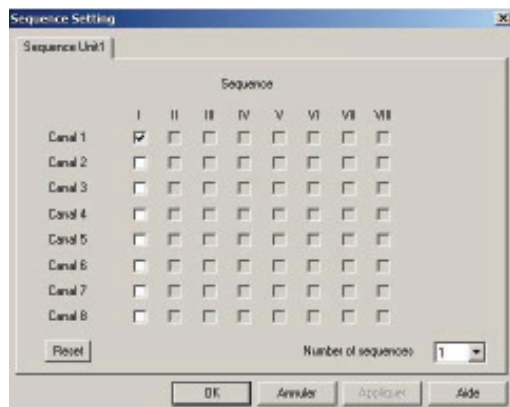 Sequence Setting
Sequence Unit1
Sequence
I II III IV V VI VII VIII
Canal 1
Canal 2
Canal 3
Canal 4
Canal 5
Canal 6
Canal 7
Canal 8
Reset Number of sequences 1
OK Annuler Appliquer Aide